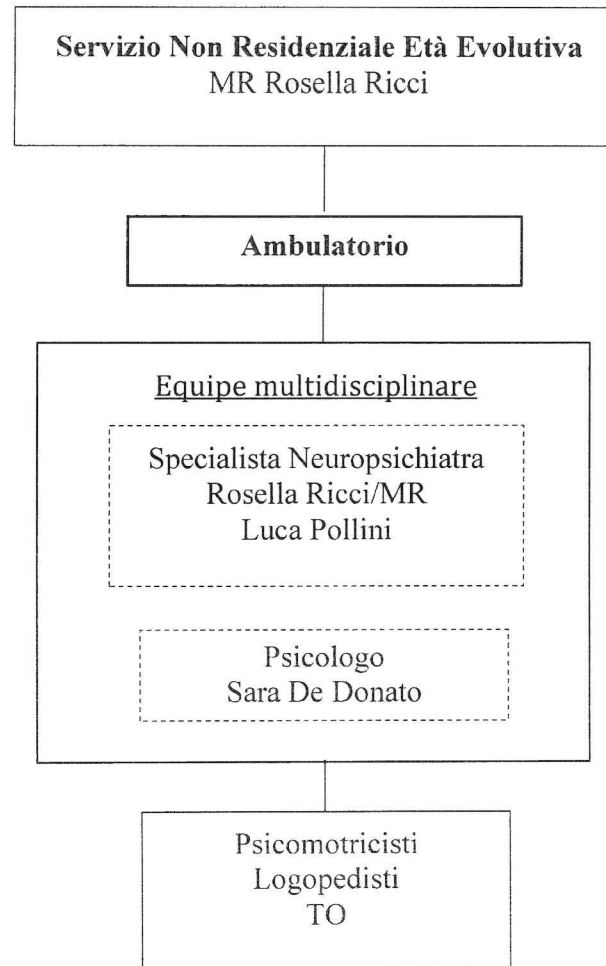 Servizio Non Residenziale Età Evolutiva
MR Rosella Ricci
Ambulatorio
Equipe multidisciplinare
Specialista Neuropsichiatra
Rosella Ricci/MR
Luca Pollini
Psicologo
Sara De Donato
Psicomotricisti
Logopedisti
TO